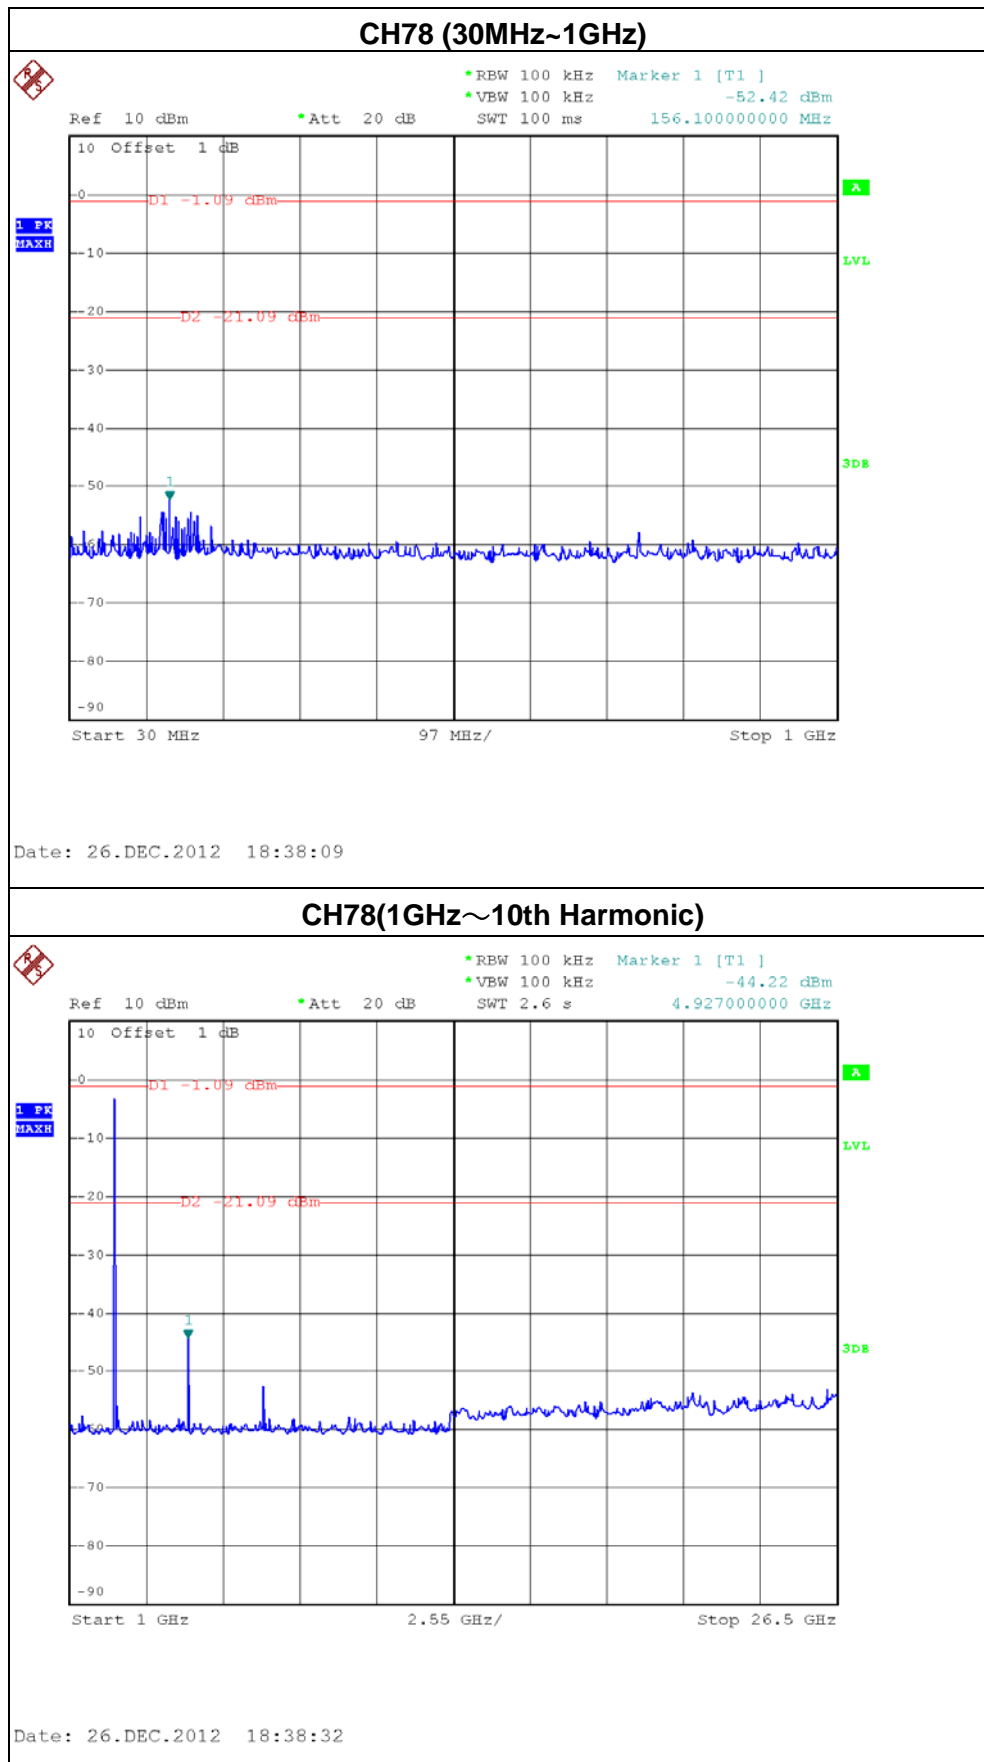 CH78 (30MHz~1GHz)
R S
*RBW 100 kHz Marker 1 [T1 ]
*VBW 100 kHz -52.42 dBm
Ref 10 dBm *Att 20 dB SWT 100 ms 156.100000000 MHz
10 Offset 1 dB
A
0
D1 -1.09 dBm
1 PK
MAXH
-10
LVL
-20
D2 -21.09 dBm
-30
-40
3DB
1
-50
-60
-70
-80
-90
Start 30 MHz 97 MHz/ Stop 1 GHz
Date: 26.DEC.2012 18:38:09
CH78(1GHz~10th Harmonic)
R S
*RBW 100 kHz Marker 1 [T1 ]
*VBW 100 kHz -44.22 dBm
Ref 10 dBm *Att 20 dB SWT 2.6 s 4.927000000 GHz
10 Offset 1 dB
A
0
D1 -1.09 dBm
1 PK
MAXH
-10
LVL
-20
D2 -21.09 dBm
-30
-40
1
3DB
-50
-60
-70
-80
-90
Start 1 GHz 2.55 GHz/ Stop 26.5 GHz
Date: 26.DEC.2012 18:38:32